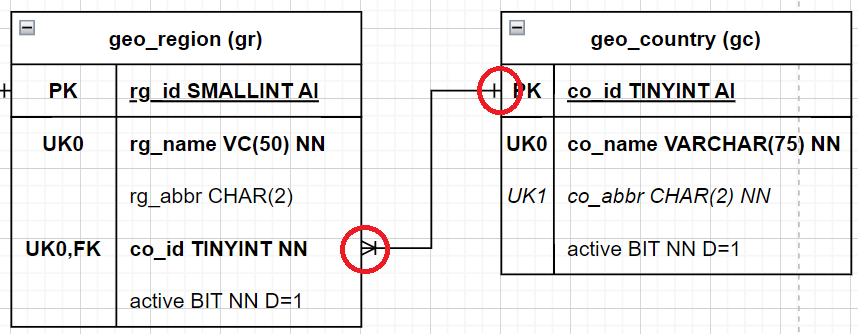 geo_region (gr)
PK rg_id SMALLINT AI
UK0 rg_name VC(50) NN
rg_abbr CHAR(2)
UK0,FK co_id TINYINT NN
active BIT NN D=1
geo_country (gc)
PK co_id TINYINT AI
UK0 co_name VARCHAR(75) NN
UK1 co_abbr CHAR(2) NN
active BIT NN D=1